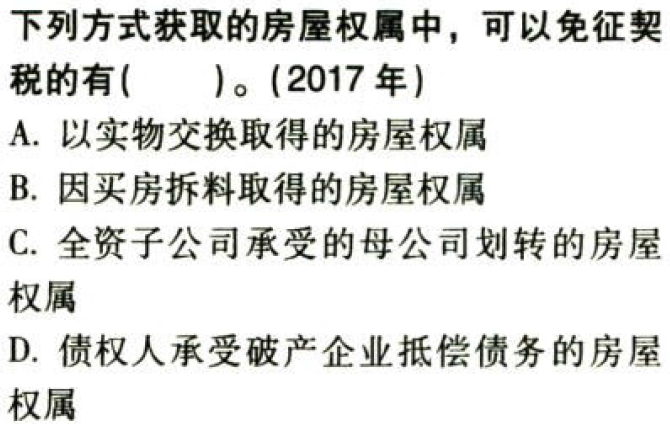 下列方式获取的房屋权属中，可以免征契
税的有(　　)。(2017 年)
A. 以实物交换取得的房屋权属
B. 因买房拆料取得的房屋权属
C. 全资子公司承受的母公司划转的房屋
权属
D. 债权人承受破产企业抵偿债务的房屋
权属